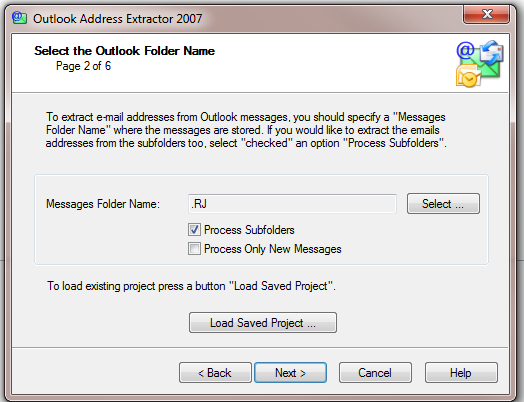 Outlook Address Extractor 2007
Select the Outlook Folder Name
Page 2 of 6
To extract e-mail addresses from Outlook messages, you should specify a "Messages
Folder Name" where the messages are stored. If you would like to extract the emails
addresses from the subfolders too, select "checked" an option "Process Subfolders".
Messages Folder Name:
.RJ
Select ...
Process Subfolders
Process Only New Messages
To load existing project press a button "Load Saved Project".
Load Saved Project ...
< Back
Next >
Cancel
Help